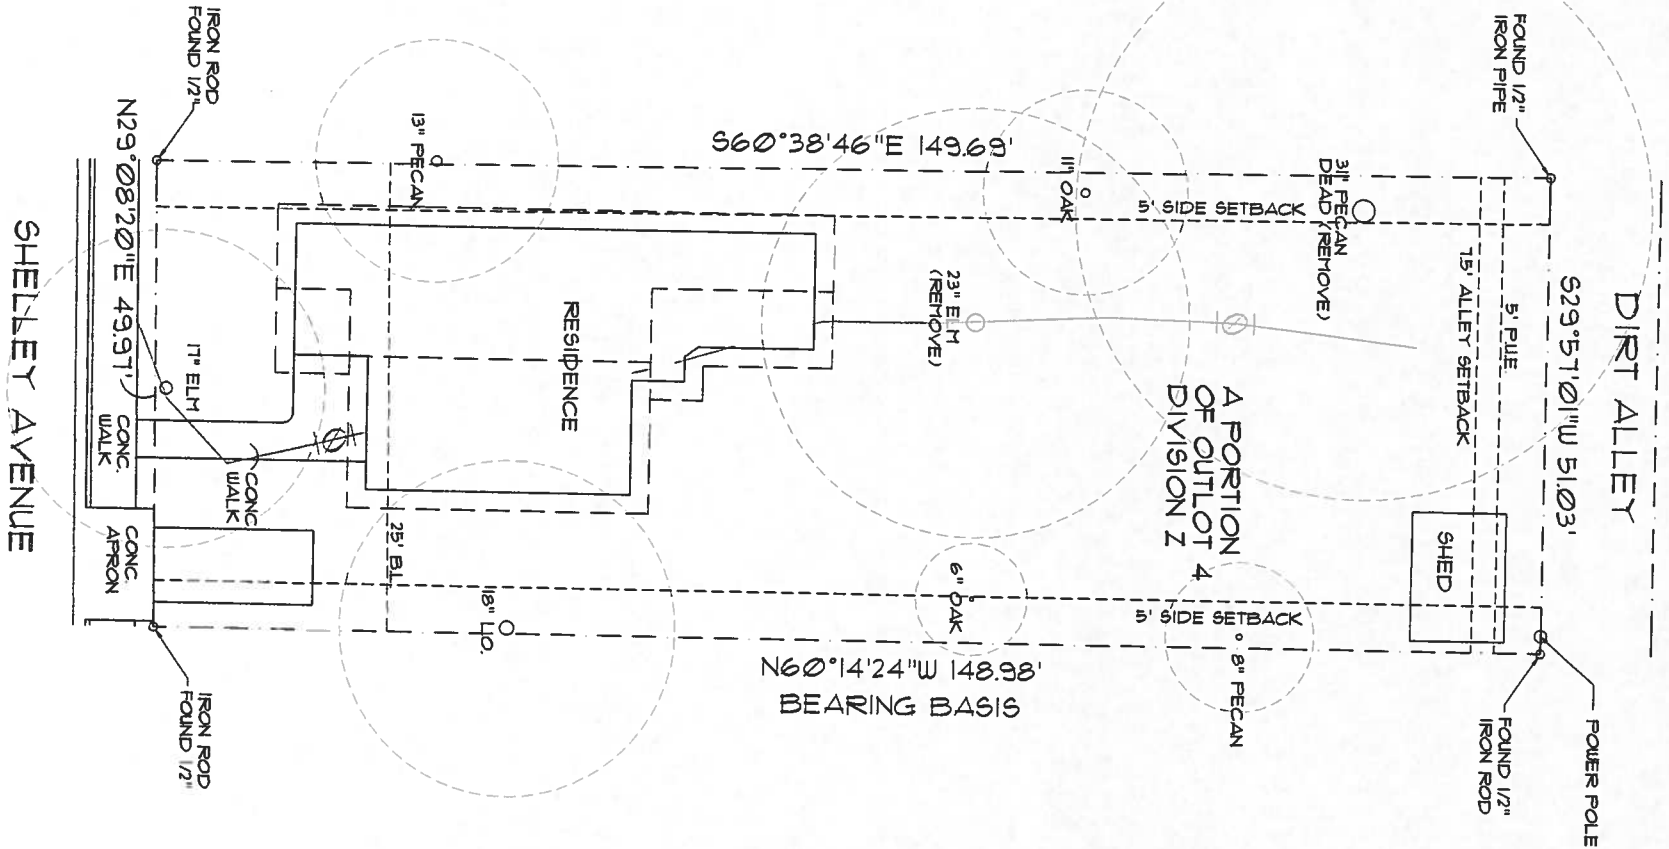 IRON ROD
FOUND 1/2"
N29°08'20"E 49.97'
SHELLEY AVENUE
13" PECAN
S60°38'46"E 149.69'
11" OAK
5' SIDE SETBACK
31" PECAN
DEAD (REMOVE)
FOUND 1/2"
IRON PIPE
DIRT ALLEY
S29°57'01"W 51.03'
5' P.U.E.
7.5' ALLEY SETBACK
23" ELM
(REMOVE)
RESIDENCE
17" ELM
CONC
WALK
CONC
WALK
CONC
APRON
25' B.L.
A PORTION
OF OUTLOT 4
DIVISION Z
SHED
6" OAK
5' SIDE SETBACK
8" PECAN
18" L.O.
N60°14'24"W 148.98'
BEARING BASIS
IRON ROD
FOUND 1/2"
FOUND 1/2"
IRON ROD
POWER POLE